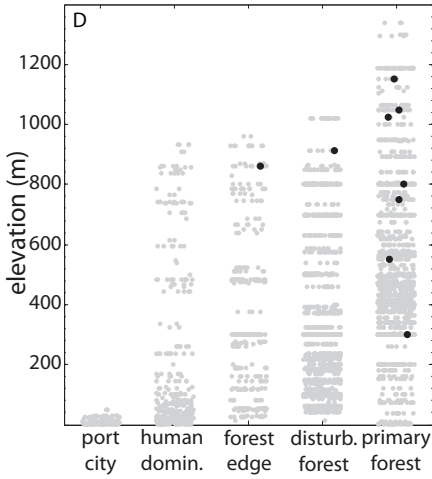 D
elevation (m)
1200
1000
800
600
400
200
port city
human domin.
forest edge
disturb. forest
primary forest